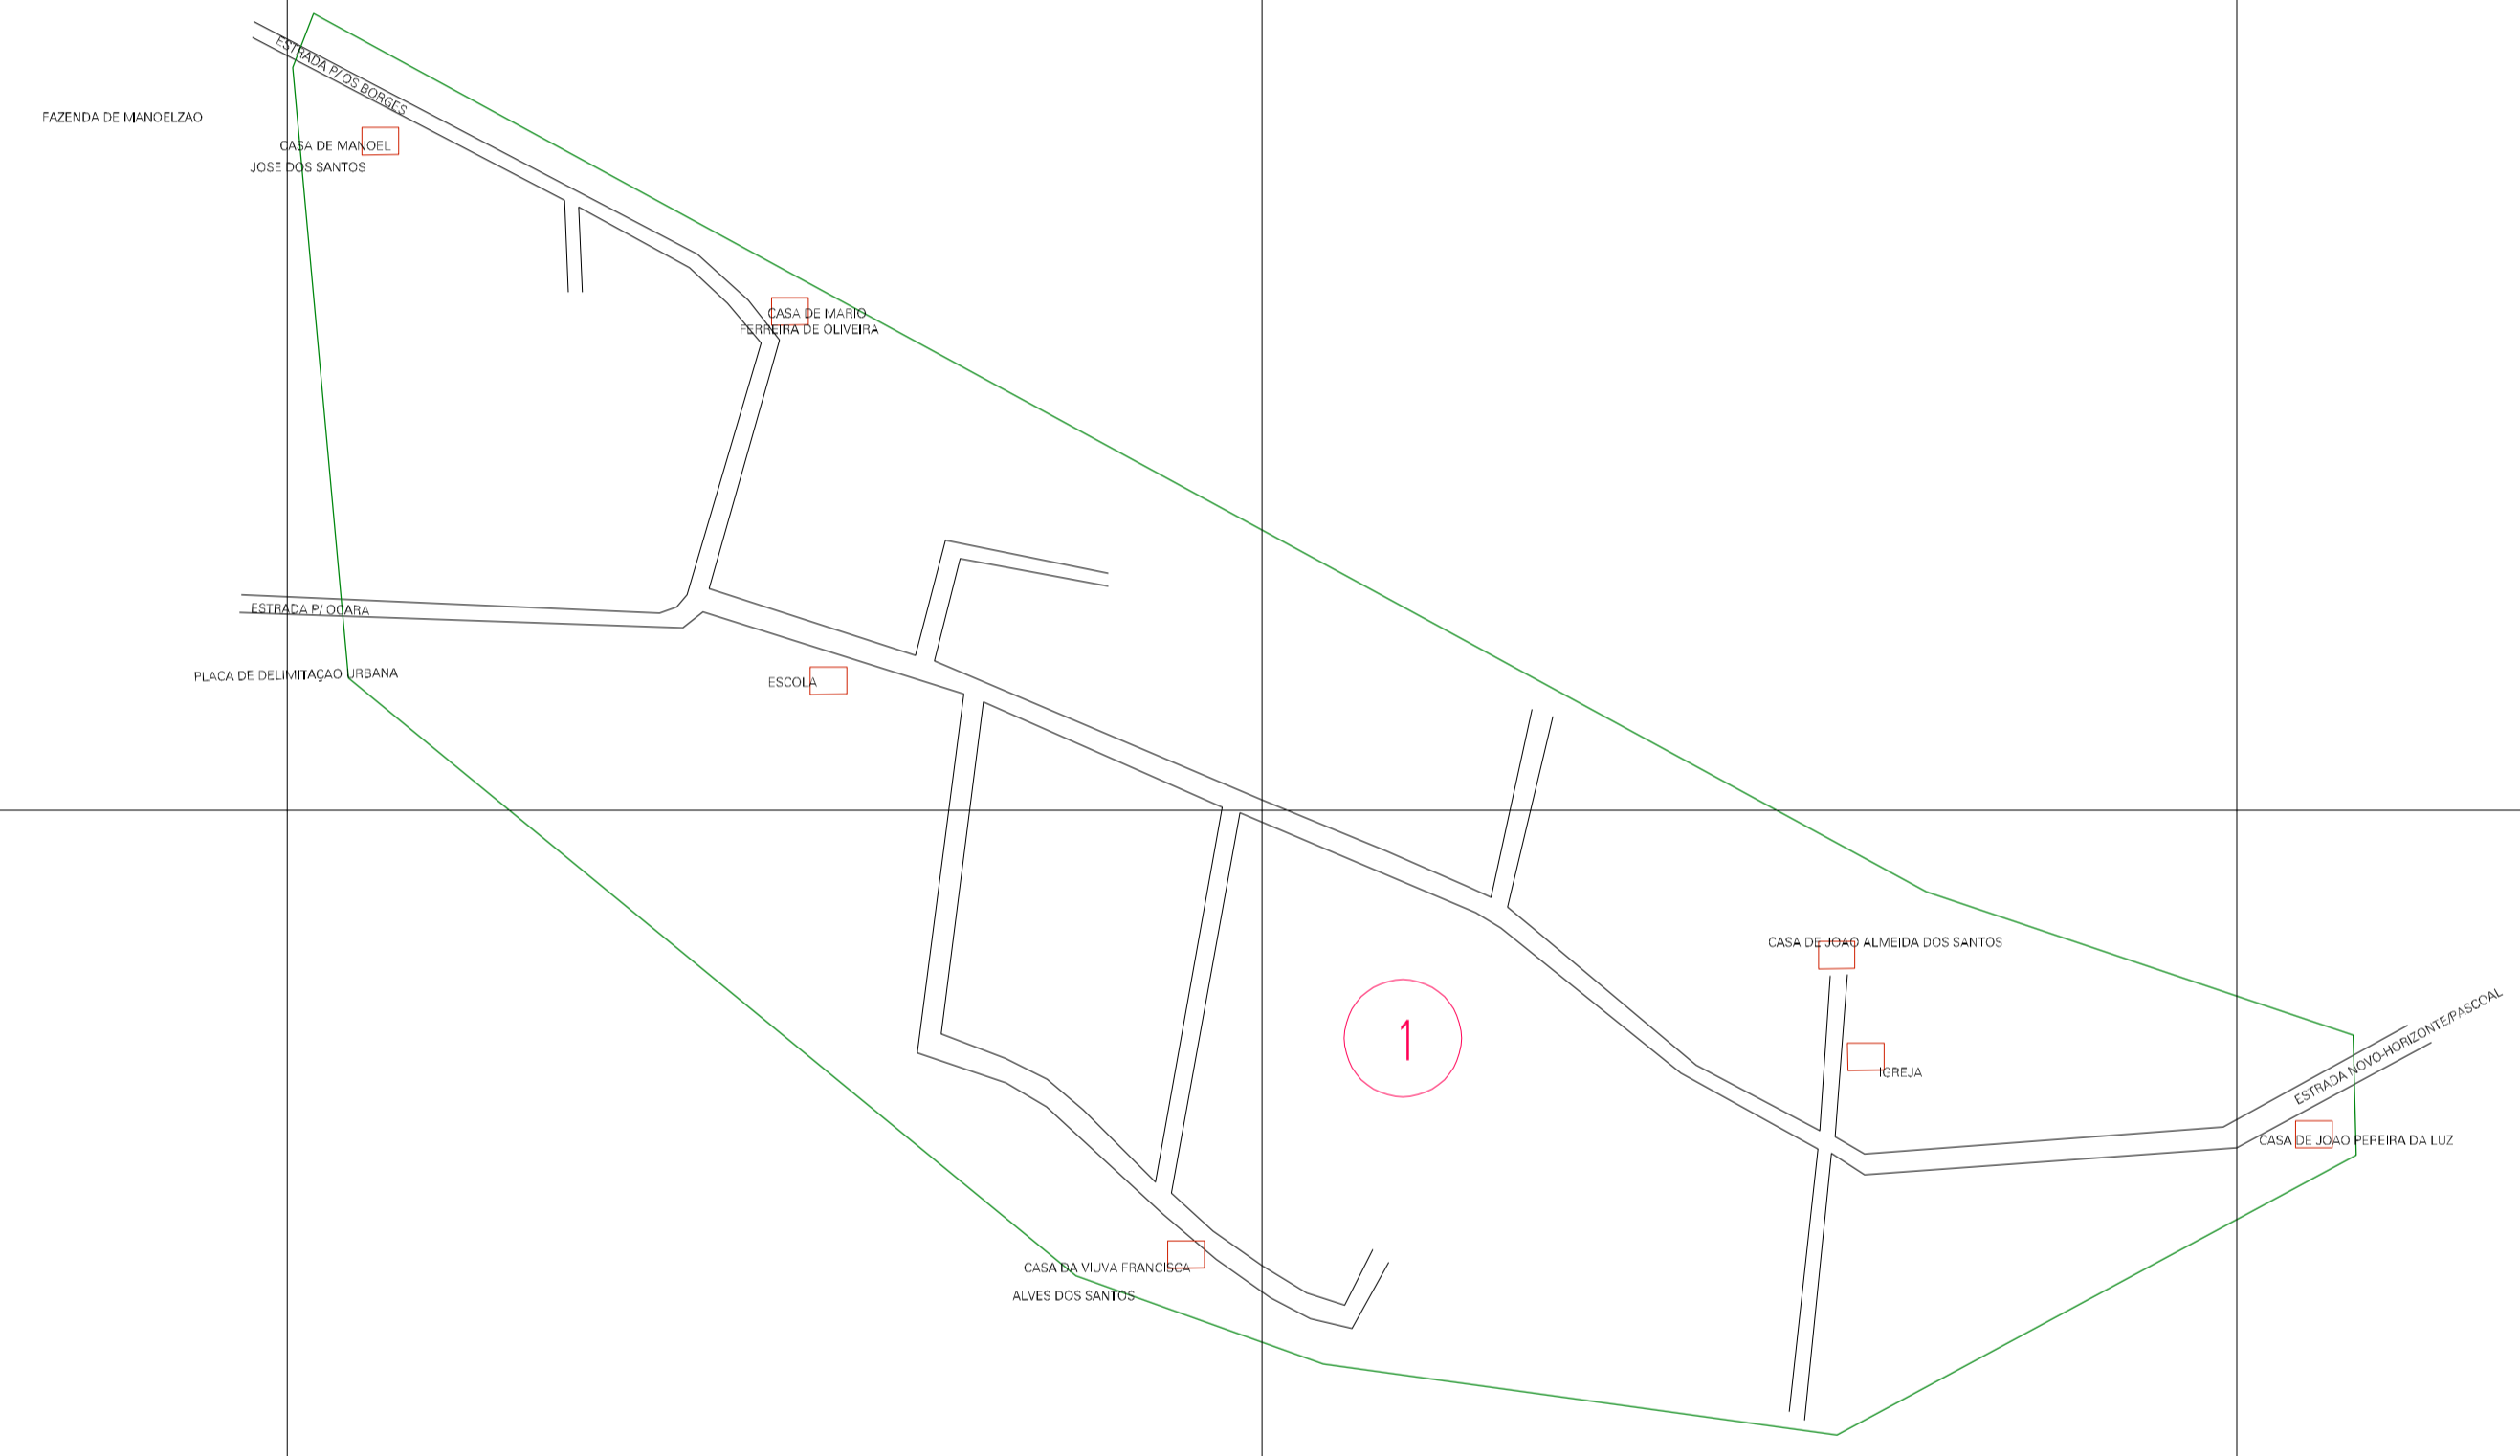 ESTRADA P/ OS BORGES
FAZENDA DE MANOELZAO
CASA DE MANOEL
JOSE DOS SANTOS
CASA DE MARIO
FERREIRA DE OLIVEIRA
ESTRADA P/ OCARA
PLACA DE DELIMITAÇAO URBANA
ESCOLA
CASA DE JOAO ALMEIDA DOS SANTOS
1
IGREJA
ESTRADA NOVO-HORIZONTE/PASCOAL
CASA DE JOAO PEREIRA DA LUZ
CASA DA VIUVA FRANCISCA
ALVES DOS SANTOS